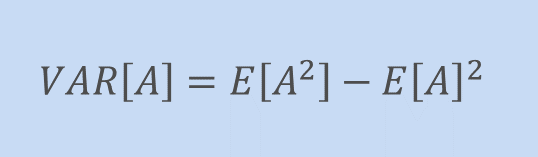 VAR[A] = E[A²] − E[A]²